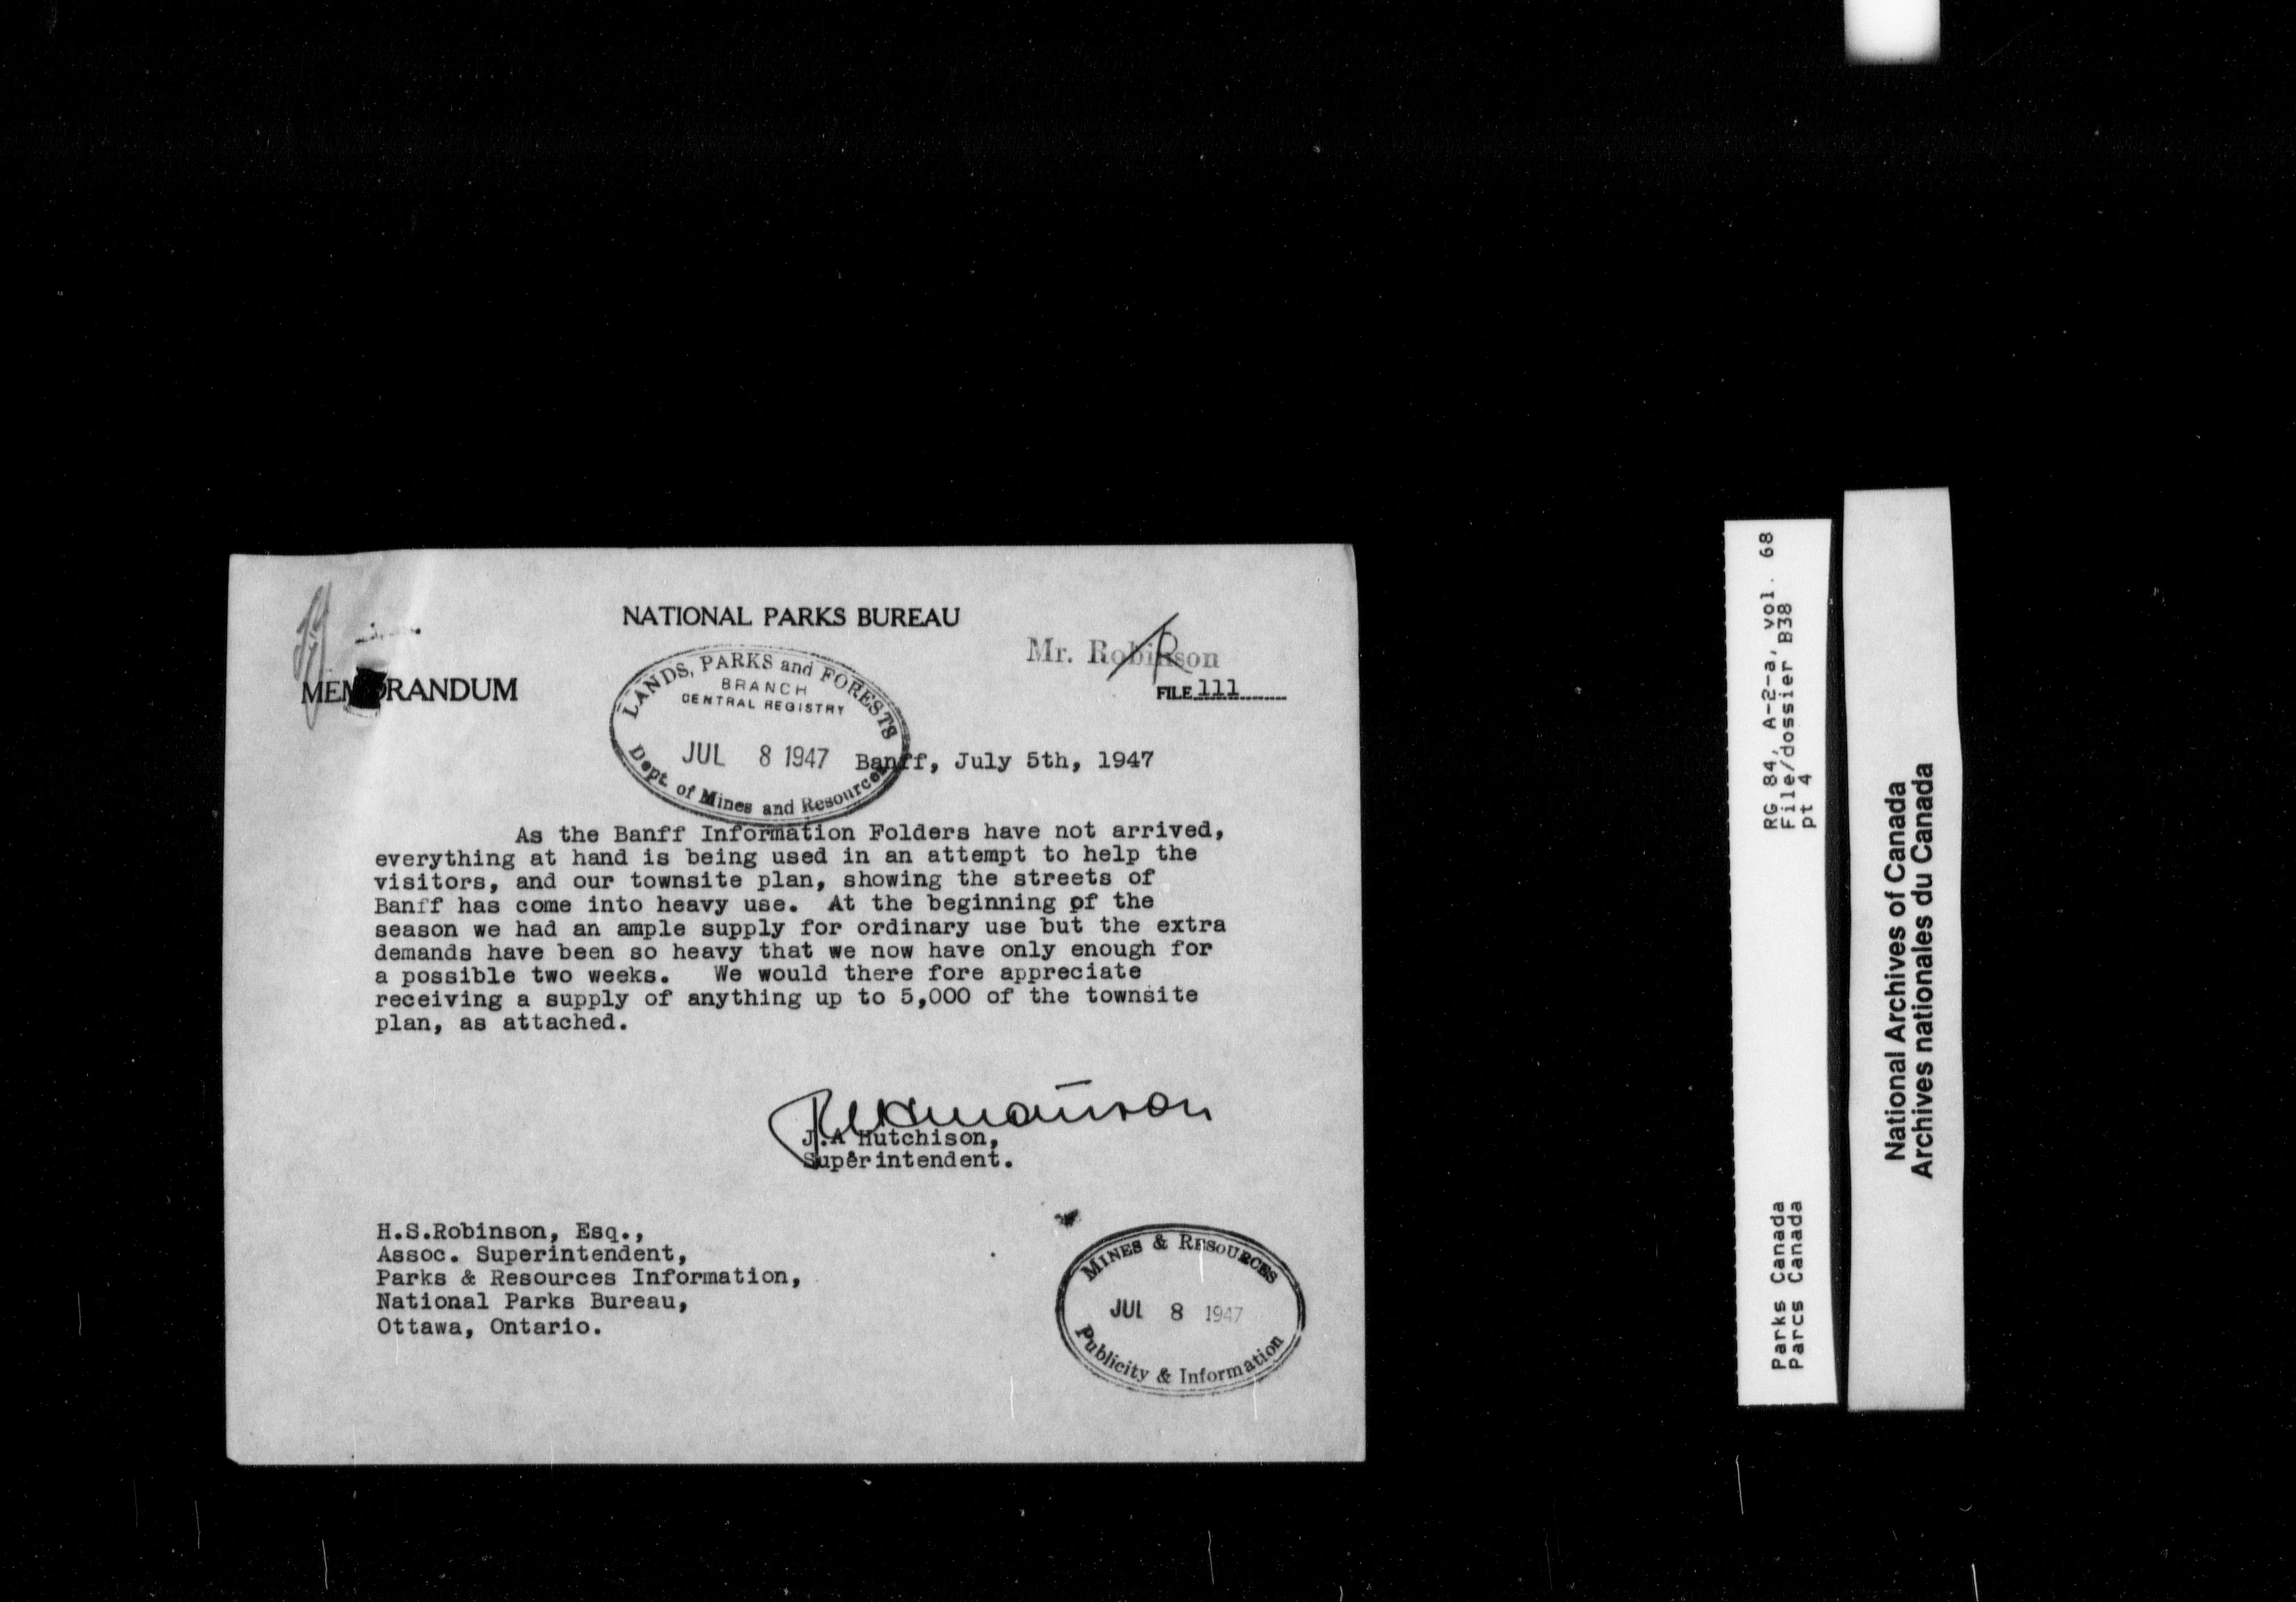 NATIONAL PARKS BUREAU
Mr. Robinson
MEMORANDUM
FILE 111
LANDS, PARKS and FORESTS
BRANCH
CENTRAL REGISTRY
JUL 8 1947
Dept. of Mines and Resources
Banff, July 5th, 1947
As the Banff Information Folders have not arrived,
everything at hand is being used in an attempt to help the
visitors, and our townsite plan, showing the streets of
Banff has come into heavy use. At the beginning of the
season we had an ample supply for ordinary use but the extra
demands have been so heavy that we now have only enough for
a possible two weeks. We would there fore appreciate
receiving a supply of anything up to 5,000 of the townsite
plan, as attached.
J.A Hutchison,
Superintendent.
H.S.Robinson, Esq.,
Assoc. Superintendent,
Parks & Resources Information,
National Parks Bureau,
Ottawa, Ontario.
MINES & RESOURCES
JUL 8 1947
Publicity & Information
RG 84, A-2-a, vol. 68
File/dossier B38
pt 4
Parks Canada
Parcs Canada
National Archives of Canada
Archives nationales du Canada